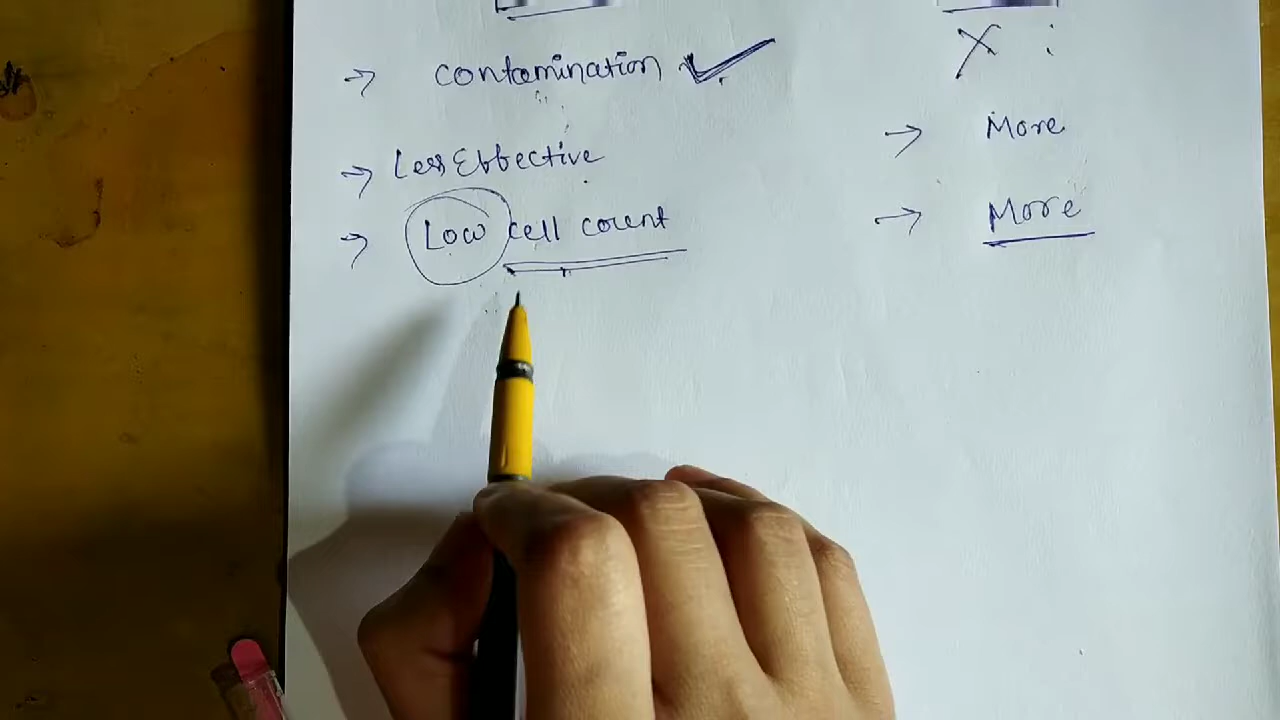 → contamination ✓
X :
→ Less Effective
→ More
→ Low cell count
→ More